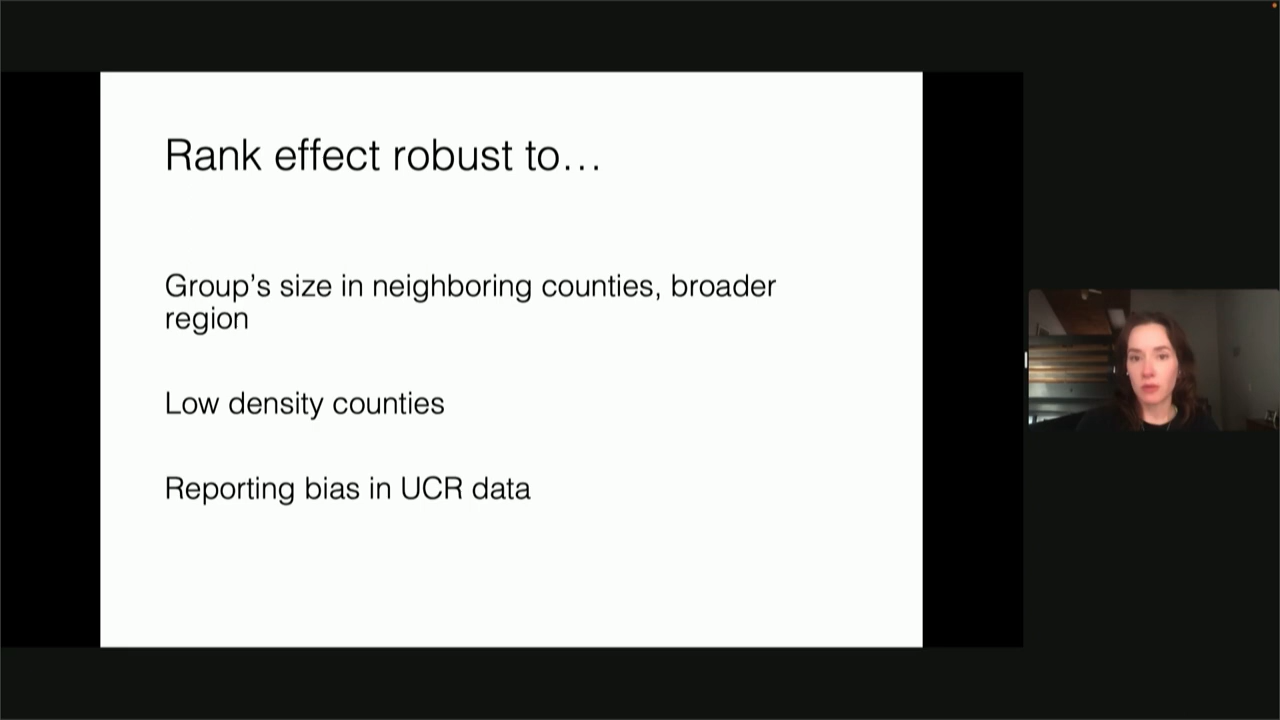 Rank effect robust to…
Group’s size in neighboring counties, broader
region
Low density counties
Reporting bias in UCR data